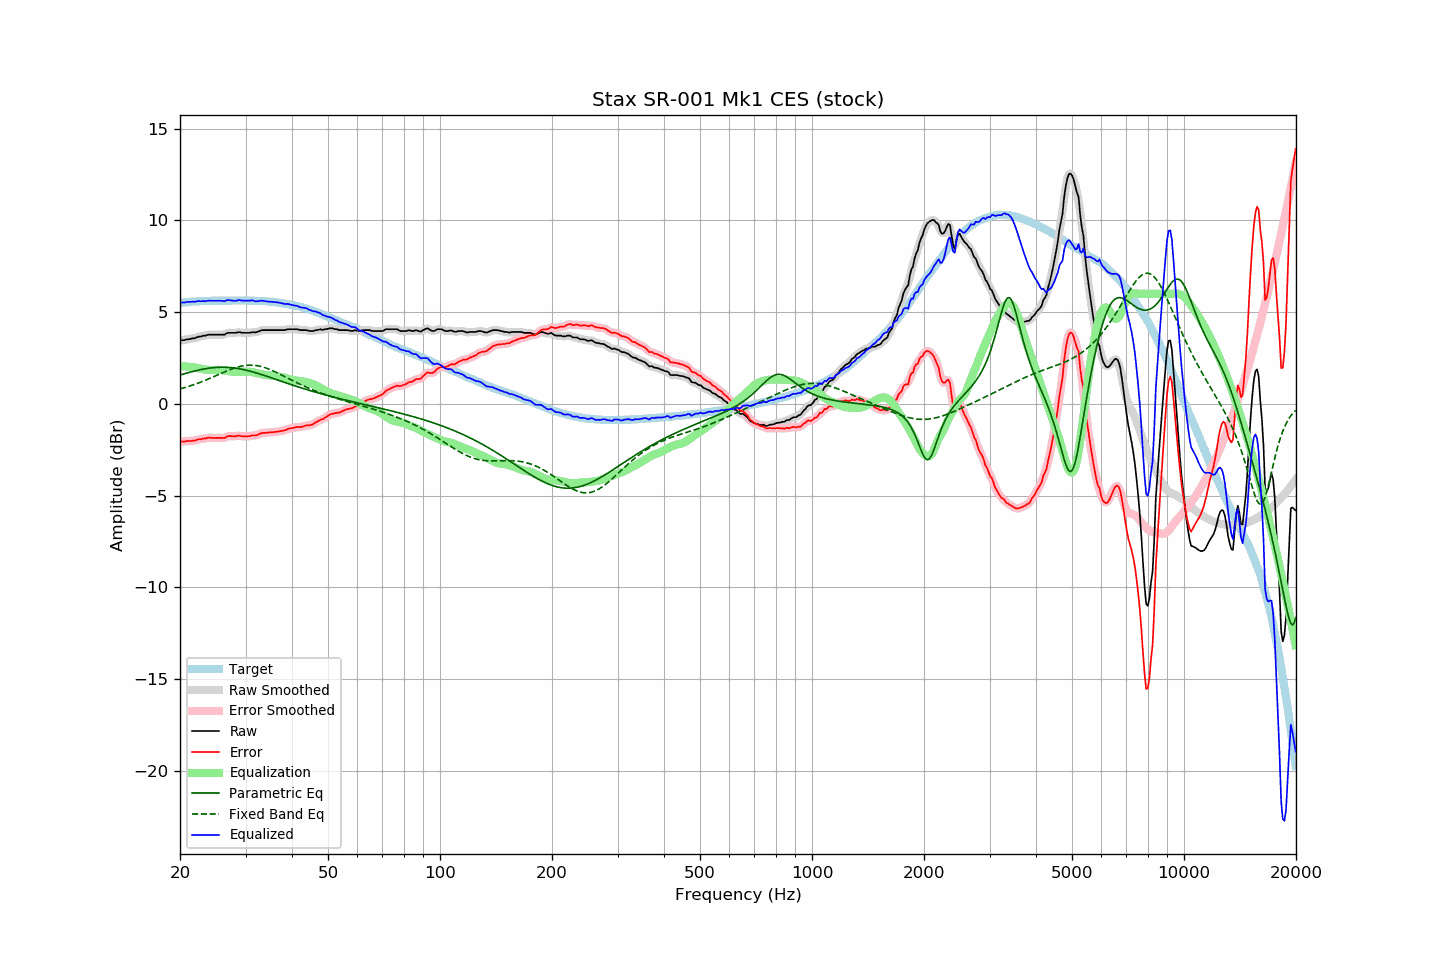 Stax SR-001 Mk1 CES (stock)
15
10
5
0
−5
−10
−15
−20
Amplitude (dBr)
Target
Raw Smoothed
Error Smoothed
Raw
Error
Equalization
Parametric Eq
Fixed Band Eq
Equalized
20 50 100 200 500 1000 2000 5000 10000 20000
Frequency (Hz)